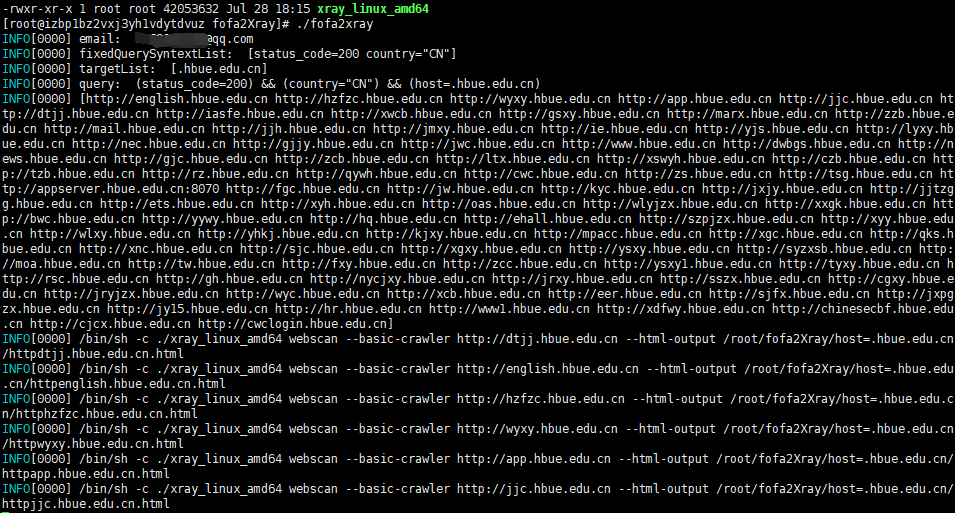 -rwxr-xr-x 1 root root 42053632 Jul 28 18:15 xray_linux_amd64
[root@izbp1bz2vxj3yh1vdytdvuz fofa2Xray]# ./fofa2xray
INFO[0000] email: @qq.com
INFO[0000] fixedQuerySyntextList:  [status_code=200 country="CN"]
INFO[0000] targetList:  [.hbue.edu.cn]
INFO[0000] query:  (status_code=200) && (country="CN") && (host=.hbue.edu.cn)
INFO[0000] [http://english.hbue.edu.cn http://hzfzc.hbue.edu.cn http://wyxy.hbue.edu.cn http://app.hbue.edu.cn http://jjc.hbue.edu.cn ht
tp://dtjj.hbue.edu.cn http://iasfe.hbue.edu.cn http://xwcb.hbue.edu.cn http://gsxy.hbue.edu.cn http://marx.hbue.edu.cn http://zzb.hbue.e
du.cn http://mail.hbue.edu.cn http://jjh.hbue.edu.cn http://jmxy.hbue.edu.cn http://ie.hbue.edu.cn http://yjs.hbue.edu.cn http://lyxy.hb
ue.edu.cn http://nec.hbue.edu.cn http://gjjy.hbue.edu.cn http://jwc.hbue.edu.cn http://www.hbue.edu.cn http://dwbgs.hbue.edu.cn http://n
ews.hbue.edu.cn http://gjc.hbue.edu.cn http://zcb.hbue.edu.cn http://ltx.hbue.edu.cn http://xswyh.hbue.edu.cn http://czb.hbue.edu.cn htt
p://tzb.hbue.edu.cn http://rz.hbue.edu.cn http://qywh.hbue.edu.cn http://cwc.hbue.edu.cn http://zs.hbue.edu.cn http://tsg.hbue.edu.cn ht
tp://appserver.hbue.edu.cn:8070 http://fgc.hbue.edu.cn http://jw.hbue.edu.cn http://kyc.hbue.edu.cn http://jxjy.hbue.edu.cn http://jjtzg
g.hbue.edu.cn http://ets.hbue.edu.cn http://xyh.hbue.edu.cn http://oas.hbue.edu.cn http://wlyjzx.hbue.edu.cn http://xxgk.hbue.edu.cn htt
p://bwc.hbue.edu.cn http://yywy.hbue.edu.cn http://hq.hbue.edu.cn http://ehall.hbue.edu.cn http://szpjzx.hbue.edu.cn http://xyy.hbue.edu
.cn http://wlxy.hbue.edu.cn http://yhkj.hbue.edu.cn http://kjxy.hbue.edu.cn http://mpacc.hbue.edu.cn http://xgc.hbue.edu.cn http://qks.h
bue.edu.cn http://xnc.hbue.edu.cn http://sjc.hbue.edu.cn http://xgxy.hbue.edu.cn http://ysxy.hbue.edu.cn http://syzxsb.hbue.edu.cn http:
//moa.hbue.edu.cn http://tw.hbue.edu.cn http://fxy.hbue.edu.cn http://zcc.hbue.edu.cn http://ysxy1.hbue.edu.cn http://tyxy.hbue.edu.cn h
ttp://rsc.hbue.edu.cn http://gh.hbue.edu.cn http://nycjxy.hbue.edu.cn http://jrxy.hbue.edu.cn http://sszx.hbue.edu.cn http://cgxy.hbue.e
du.cn http://jryjzx.hbue.edu.cn http://wyc.hbue.edu.cn http://xcb.hbue.edu.cn http://eer.hbue.edu.cn http://sjfx.hbue.edu.cn http://jxpg
zx.hbue.edu.cn http://jy15.hbue.edu.cn http://hr.hbue.edu.cn http://www1.hbue.edu.cn http://xdfwy.hbue.edu.cn http://chinesecbf.hbue.edu
.cn http://cjcx.hbue.edu.cn http://cwclogin.hbue.edu.cn]
INFO[0000] /bin/sh -c ./xray_linux_amd64 webscan --basic-crawler http://dtjj.hbue.edu.cn --html-output /root/fofa2Xray/host=.hbue.edu.cn
/httpdtjj.hbue.edu.cn.html
INFO[0000] /bin/sh -c ./xray_linux_amd64 webscan --basic-crawler http://english.hbue.edu.cn --html-output /root/fofa2Xray/host=.hbue.edu
.cn/httpenglish.hbue.edu.cn.html
INFO[0000] /bin/sh -c ./xray_linux_amd64 webscan --basic-crawler http://hzfzc.hbue.edu.cn --html-output /root/fofa2Xray/host=.hbue.edu.c
n/httphzfzc.hbue.edu.cn.html
INFO[0000] /bin/sh -c ./xray_linux_amd64 webscan --basic-crawler http://wyxy.hbue.edu.cn --html-output /root/fofa2Xray/host=.hbue.edu.cn
/httpwyxy.hbue.edu.cn.html
INFO[0000] /bin/sh -c ./xray_linux_amd64 webscan --basic-crawler http://app.hbue.edu.cn --html-output /root/fofa2Xray/host=.hbue.edu.cn/
httpapp.hbue.edu.cn.html
INFO[0000] /bin/sh -c ./xray_linux_amd64 webscan --basic-crawler http://jjc.hbue.edu.cn --html-output /root/fofa2Xray/host=.hbue.edu.cn/
httpjjc.hbue.edu.cn.html